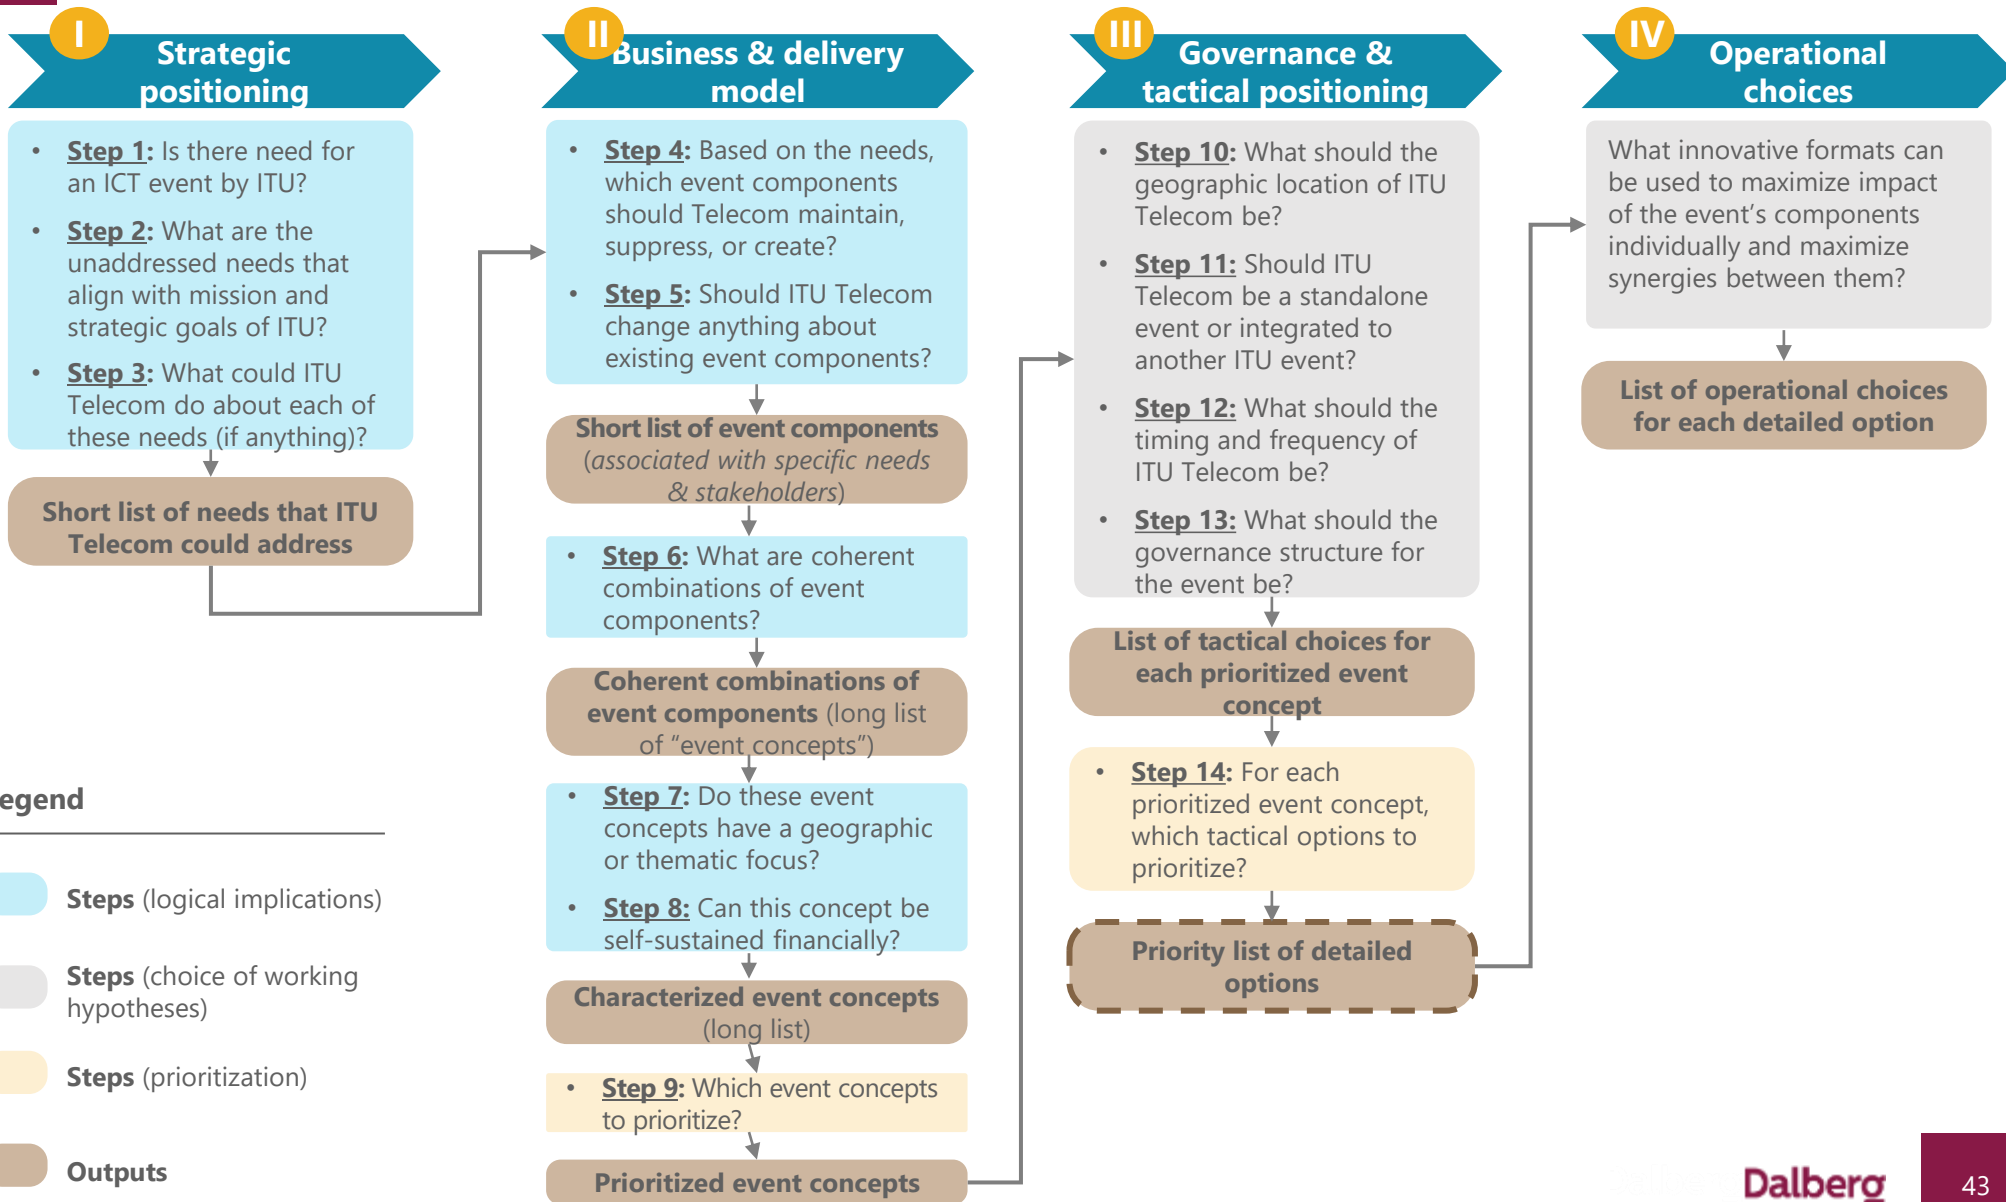 I
Strategic
positioning
• Step 1: Is there need for
an ICT event by ITU?
• Step 2: What are the
unaddressed needs that
align with mission and
strategic goals of ITU?
• Step 3: What could ITU
Telecom do about each of
these needs (if anything)?
Short list of needs that ITU
Telecom could address
egend
Steps (logical implications)
Steps (choice of working
hypotheses)
Steps (prioritization)
Outputs
II
Business & delivery
model
• Step 4: Based on the needs,
which event components
should Telecom maintain,
suppress, or create?
• Step 5: Should ITU Telecom
change anything about
existing event components?
Short list of event components
(associated with specific needs
& stakeholders)
• Step 6: What are coherent
combinations of event
components?
Coherent combinations of
event components (long list
of “event concepts”)
• Step 7: Do these event
concepts have a geographic
or thematic focus?
• Step 8: Can this concept be
self-sustained financially?
Characterized event concepts
(long list)
• Step 9: Which event concepts
to prioritize?
Prioritized event concepts
III
Governance &
tactical positioning
• Step 10: What should the
geographic location of ITU
Telecom be?
• Step 11: Should ITU
Telecom be a standalone
event or integrated to
another ITU event?
• Step 12: What should the
timing and frequency of
ITU Telecom be?
• Step 13: What should the
governance structure for
the event be?
List of tactical choices for
each prioritized event
concept
• Step 14: For each
prioritized event concept,
which tactical options to
prioritize?
Priority list of detailed
options
IV
Operational
choices
What innovative formats can
be used to maximize impact
of the event’s components
individually and maximize
synergies between them?
List of operational choices
for each detailed option
Dalberg
43